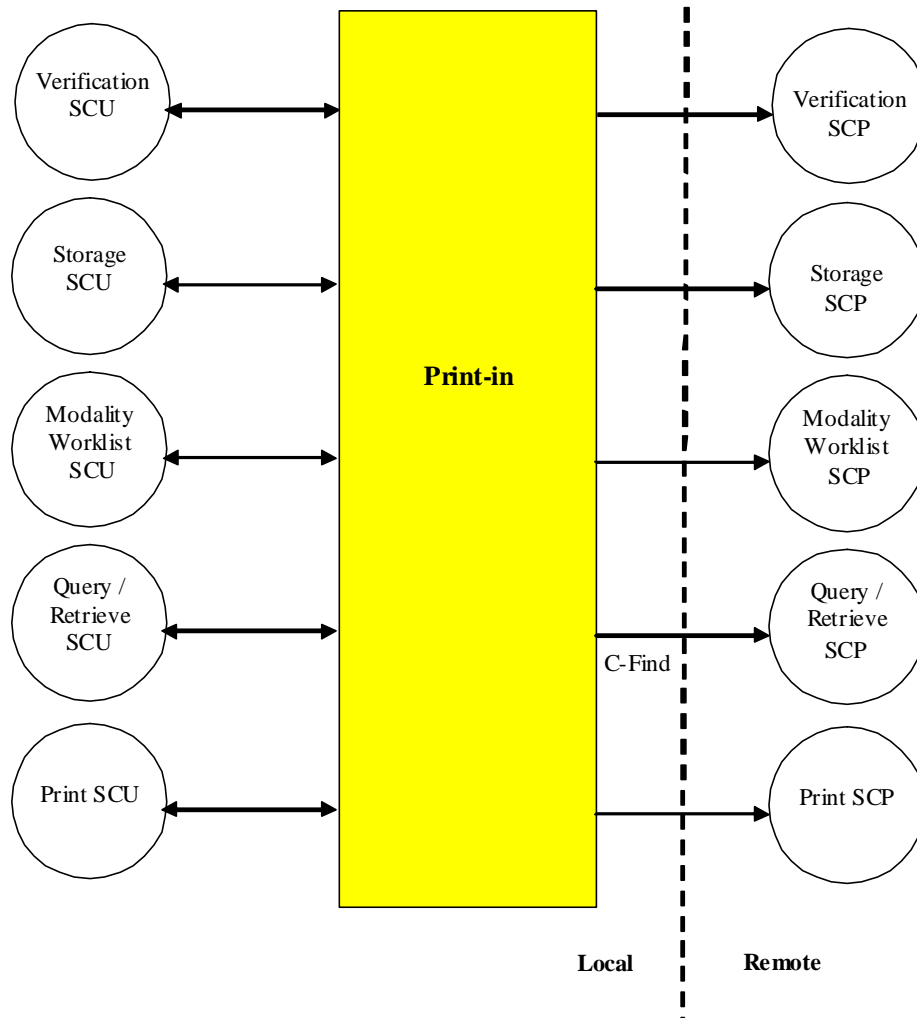 Verification
SCU
Verification
SCP
Storage
SCU
Storage
SCP
Print-in
Modality
Worklist
SCU
Modality
Worklist
SCP
Query /
Retrieve
SCU
C-Find
Query /
Retrieve
SCP
Print SCU
Print SCP
Local
Remote